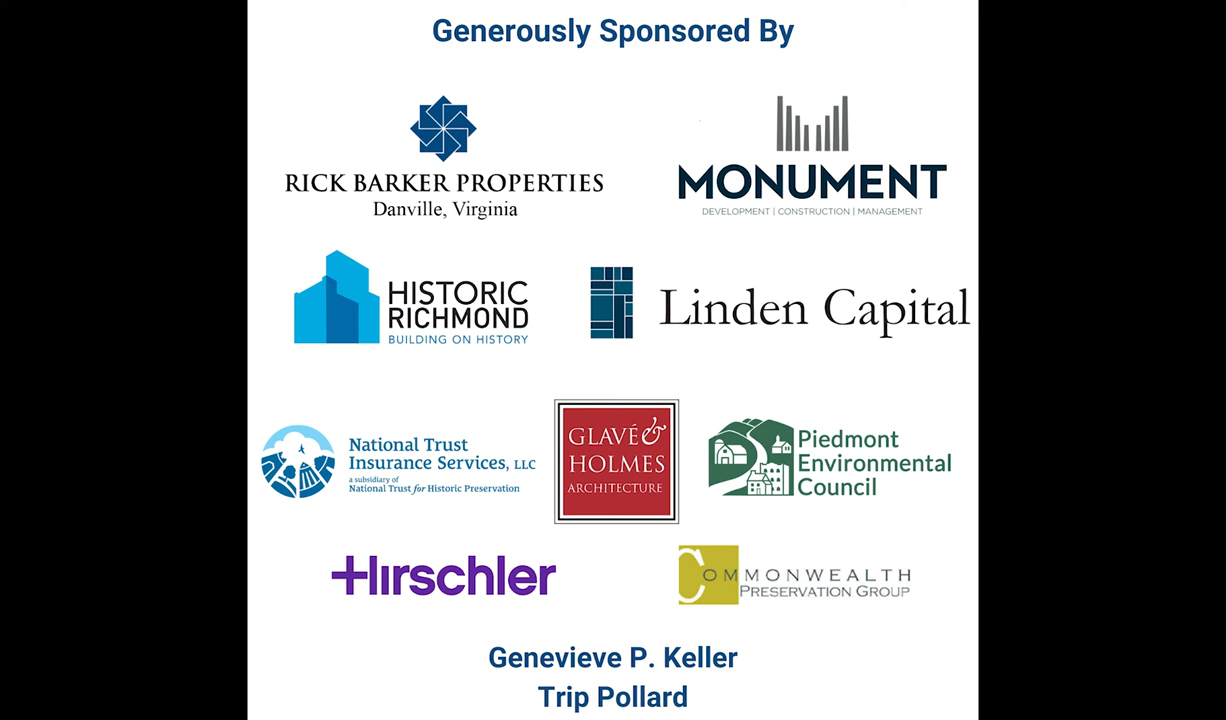 Generously Sponsored By
RICK BARKER PROPERTIES
Danville, Virginia
MONUMENT
DEVELOPMENT | CONSTRUCTION | MANAGEMENT
HISTORIC
RICHMOND
BUILDING ON HISTORY
Linden Capital
National Trust
Insurance Services, LLC
a subsidiary of
National Trust for Historic Preservation
GLAVÉ &
HOLMES
ARCHITECTURE
Piedmont
Environmental
Council
Hirschler
COMMONWEALTH
PRESERVATION GROUP
Genevieve P. Keller
Trip Pollard